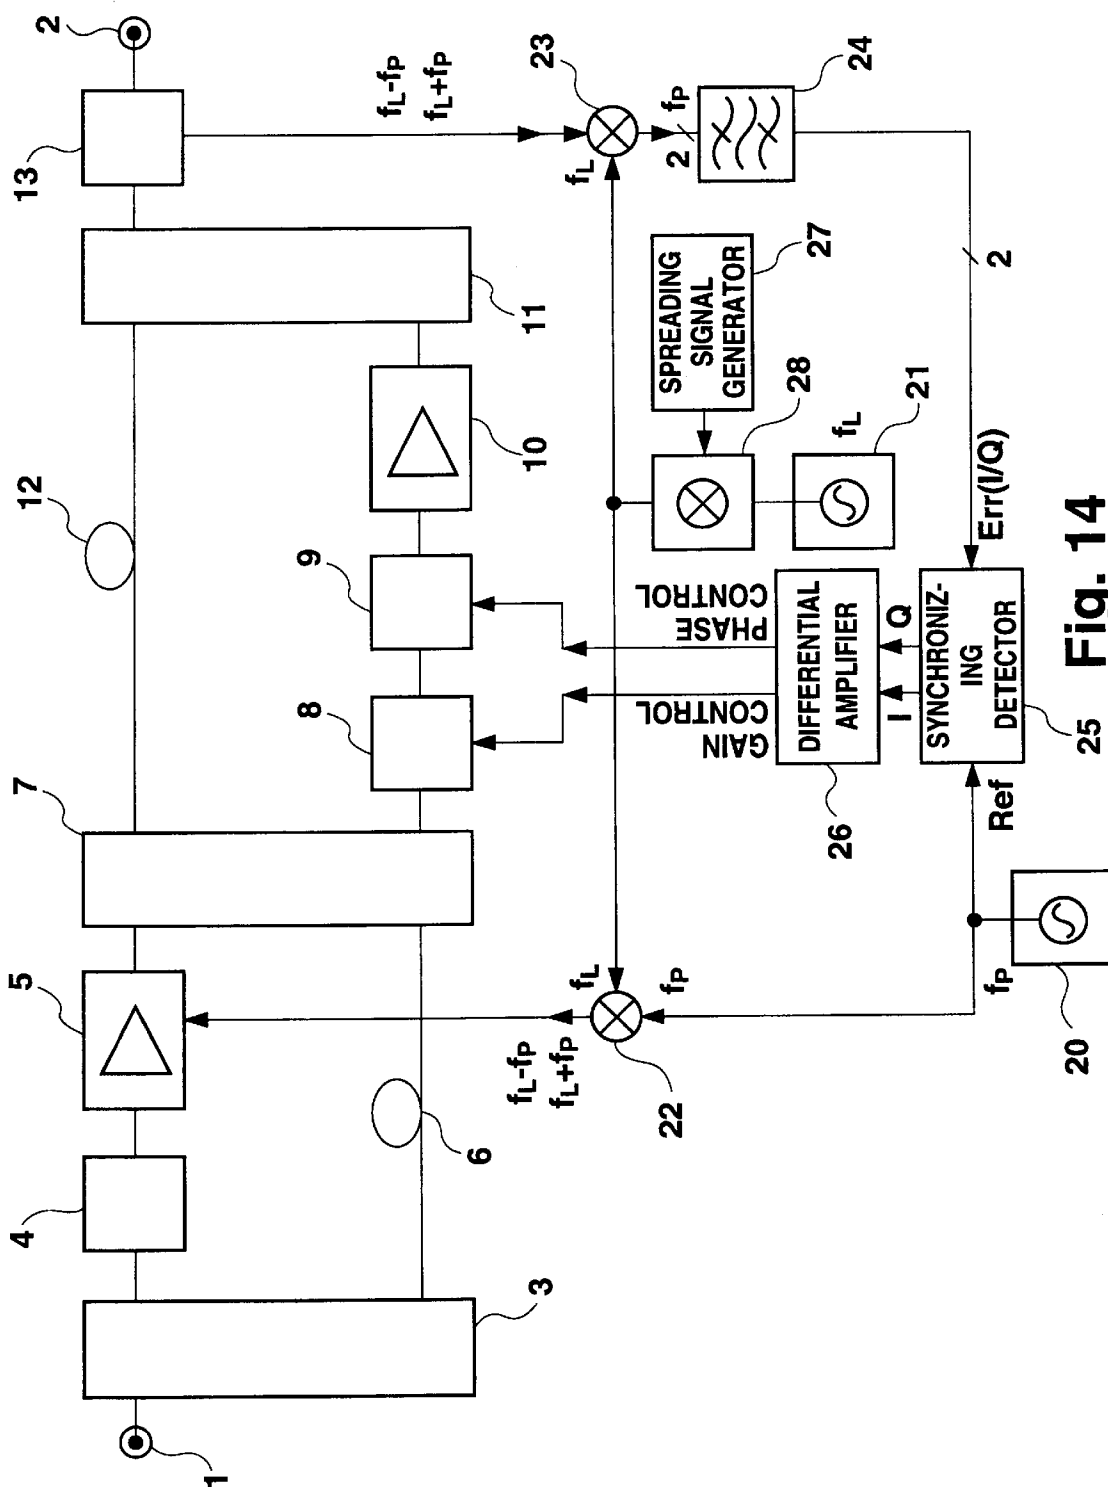 1
2
3
4
5
6
7
8
9
10
11
12
13
fL-fP
fL+fP
fL-fP
fL+fP
22
fL
fP
fL
23
fP
2
24
2
SPREADING
SIGNAL
GENERATOR
27
28
fL
21
GAIN
CONTROL
PHASE
CONTROL
DIFFERENTIAL
AMPLIFIER
26
I
Q
SYNCHRONIZ-
ING
DETECTOR
25
Err(I/Q)
Ref
fP
20
Fig. 14